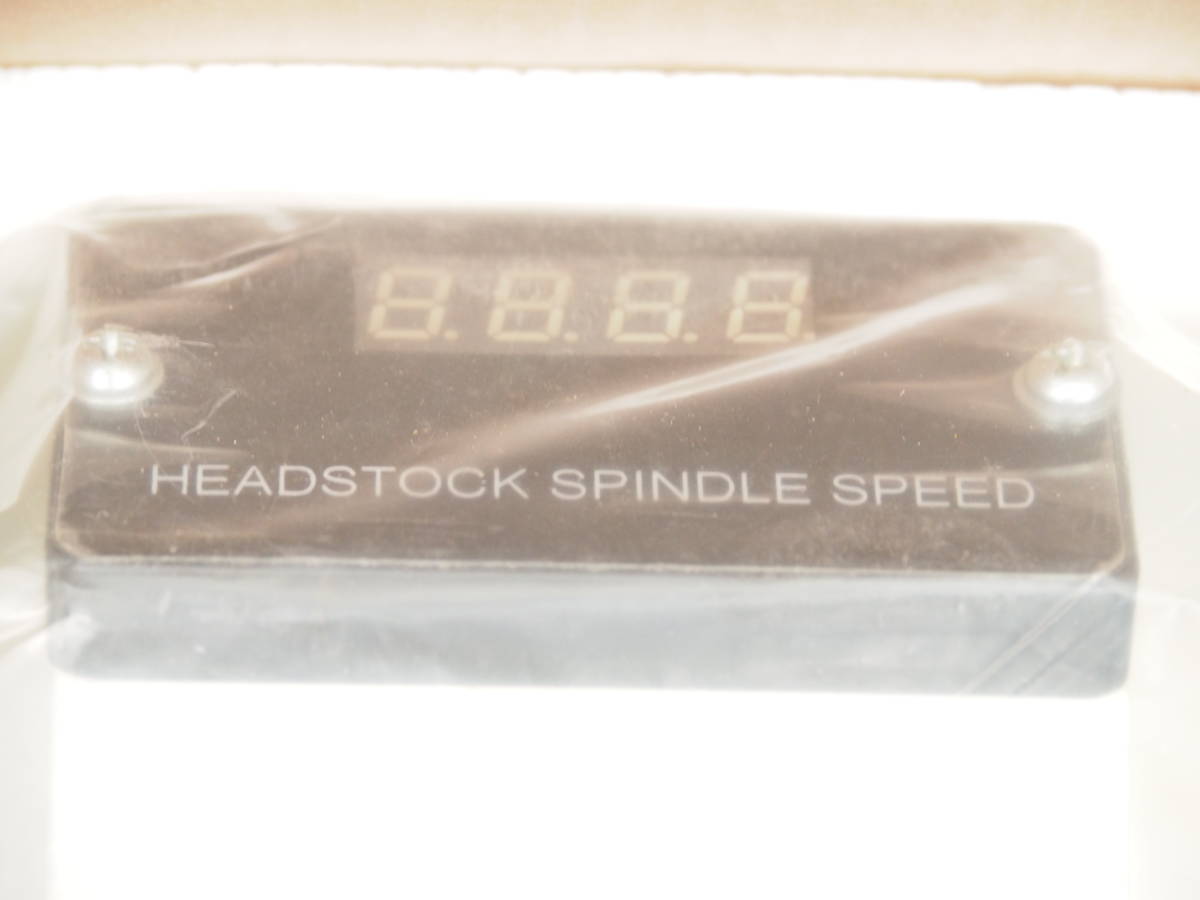 8.8.8.8.
HEADSTOCK SPINDLE SPEED